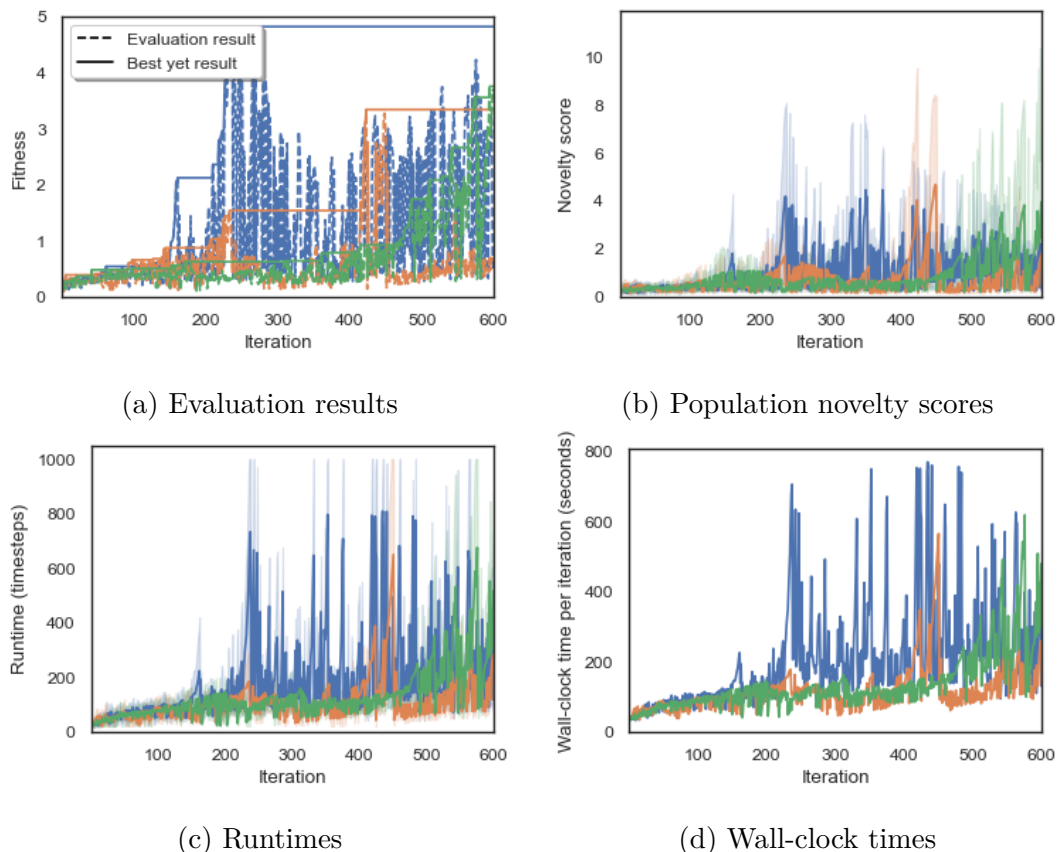 5
4
3
2
1
0
Fitness
Evaluation result
Best yet result
100 200 300 400 500 600
Iteration
(a) Evaluation results
10
8
6
4
2
0
Novelty score
100 200 300 400 500 600
Iteration
(b) Population novelty scores
1000
800
600
400
200
0
Runtime (timesteps)
100 200 300 400 500 600
Iteration
(c) Runtimes
800
600
400
200
0
Wall-clock time per iteration (seconds)
100 200 300 400 500 600
Iteration
(d) Wall-clock times